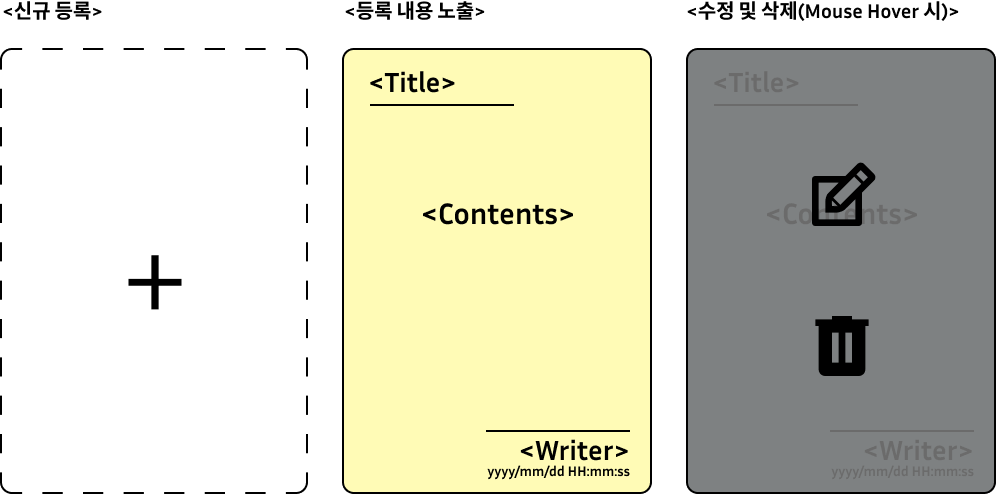 <신규 등록>
<등록 내용 노출>
<수정 및 삭제(Mouse Hover 시)>
<Title>
<Contents>
<Writer>
yyyy/mm/dd HH:mm:ss
<Title>
<Contents>
<Writer>
yyyy/mm/dd HH:mm:ss